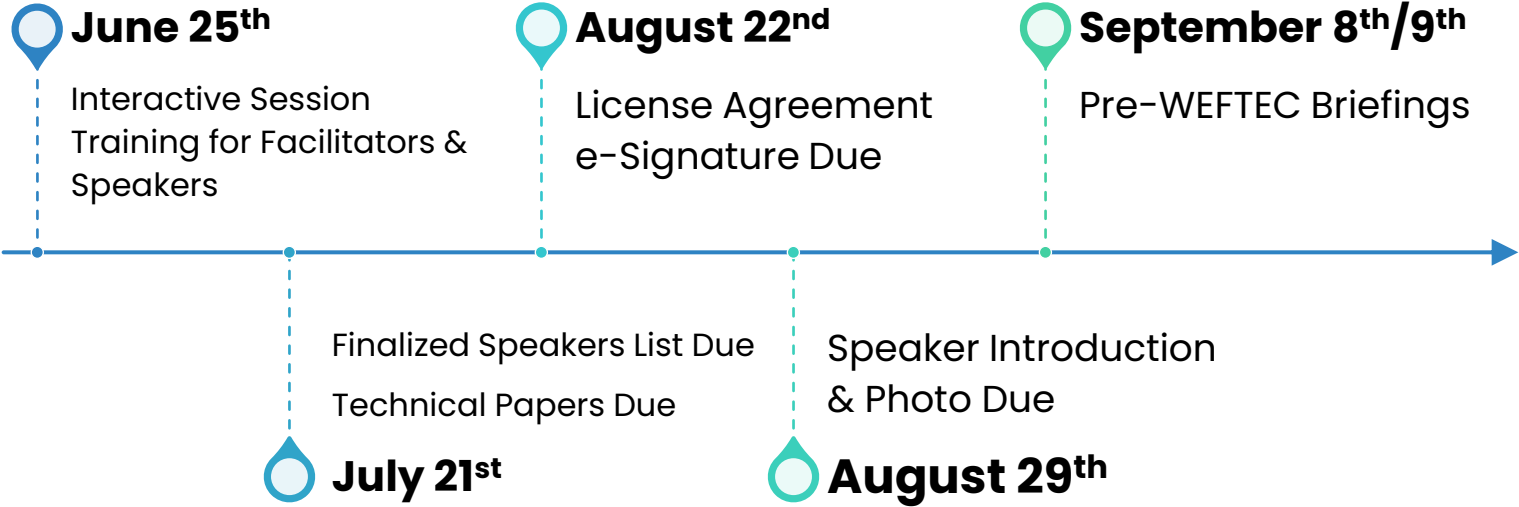 June 25th
Interactive Session
Training for Facilitators &
Speakers
Finalized Speakers List Due
Technical Papers Due
July 21st
August 22nd
License Agreement
e-Signature Due
Speaker Introduction
& Photo Due
August 29th
September 8th/9th
Pre-WEFTEC Briefings